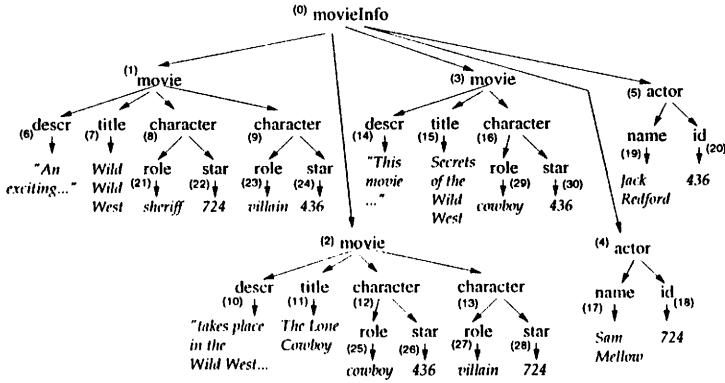 (0) movieInfo
(1) movie
(3) movie
(5) actor
(6) descr (7) title (8) character (9) character
(14) descr (15) title (16) character
name (19) id (20)
"An exciting..."
Wild Wild West
role (21) star (22) role (23) star (24)
sheriff 724 villain 436
"This movie ..."
Secrets of the Wild West
role (29) star (30)
cowboy 436
Jack Redford
436
(2) movie
(4) actor
descr (10) title (11) character (12) character (13)
name (17) id (18)
"takes place in the Wild West...
The Lone Cowboy
role (25) star (26) role (27) star (28)
cowboy 436 villain 724
Sam Mellow
724